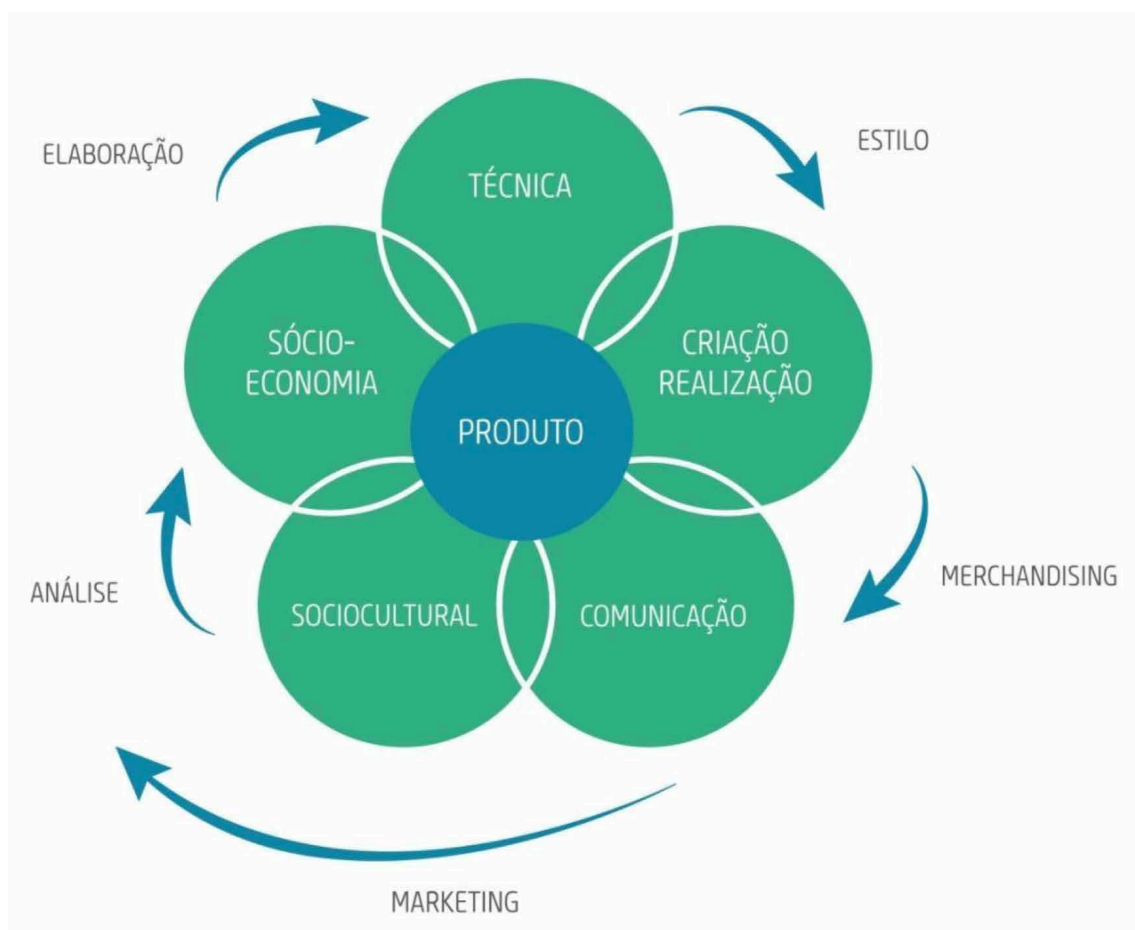 ELABORAÇÃO
TÉCNICA
ESTILO
SÓCIO-
ECONOMIA
CRIAÇÃO
REALIZAÇÃO
PRODUTO
ANÁLISE
SOCIOCULTURAL
COMUNICAÇÃO
MERCHANDISING
MARKETING